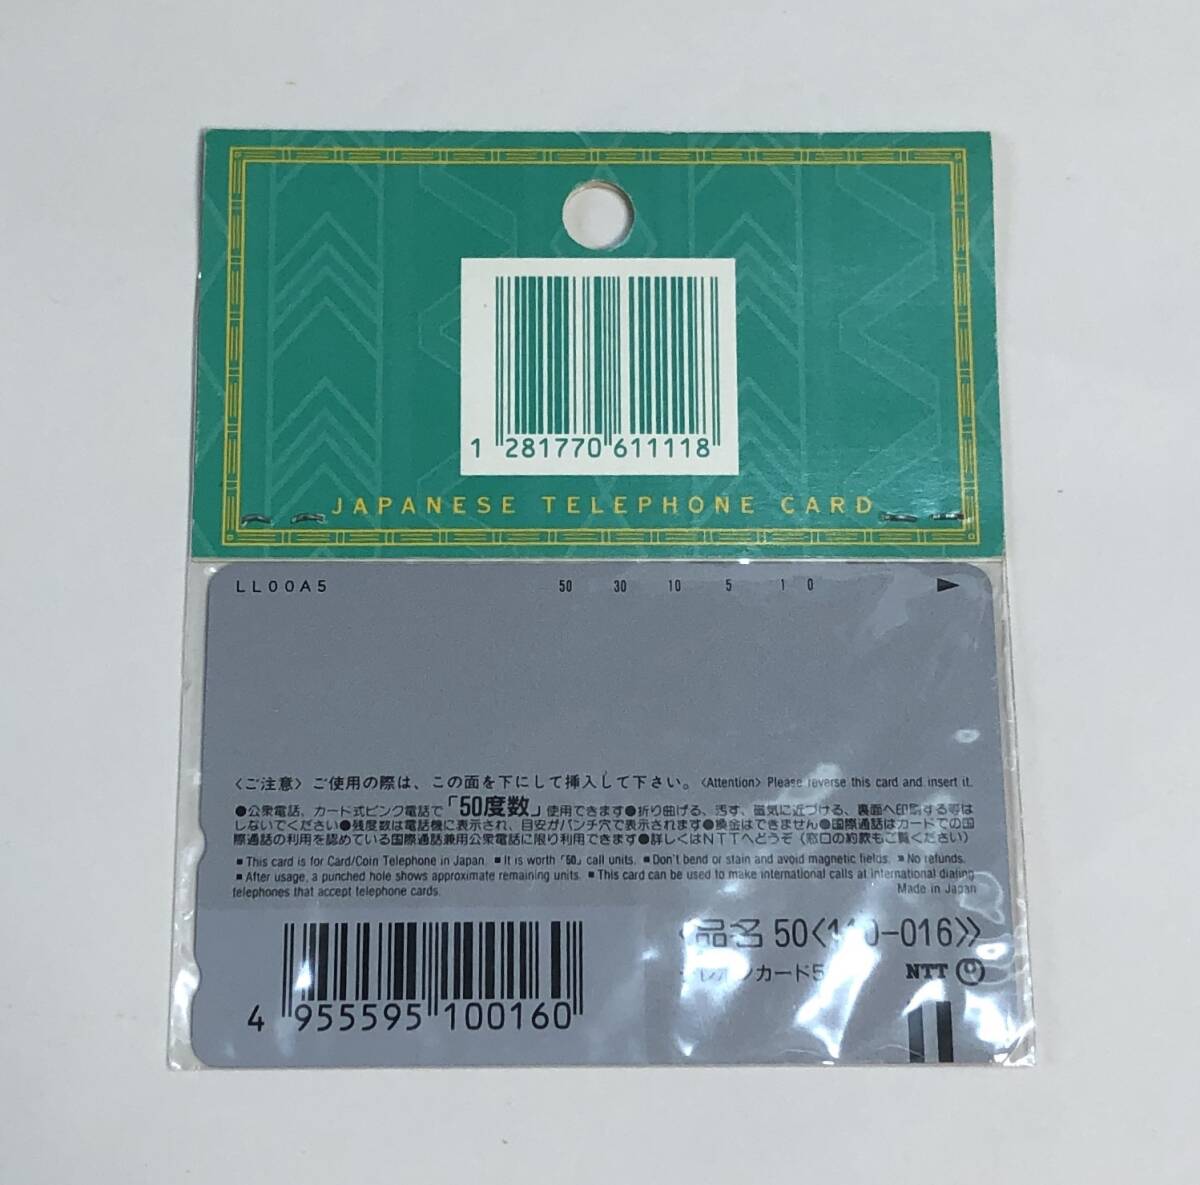 1 281770 611118
JAPANESE TELEPHONE CARD
LL00A5 50 30 10 5 1 0
〈ご注意〉ご使用の際は、この面を下にして挿入して下さい。〈Attention〉Please reverse this card and insert it.
●公衆電話、カード式ピンク電話で「50度数」使用できます●折り曲げる、汚す、磁気に近づける、裏面へ印刷する等は
しないでください●残度数は電話機に表示され、目安がパンチ穴で表示されます●換金はできません●国際通話はカードでの国
際通話の利用を認めている国際通話兼用公衆電話に限り利用できます●詳しくはNTTへどうぞ（窓口の約款もご覧ください）
■This card is for Card/Coin Telephone in Japan. ■It is worth「50」call units. ■Don't bend or stain and avoid magnetic fields. ■No refunds.
■After usage, a punched hole shows approximate remaining units. ■This card can be used to make international calls at international dialing
telephones that accept telephone cards. Made in Japan
品名 50〈110-016》
カード NTT
4 955595 100160